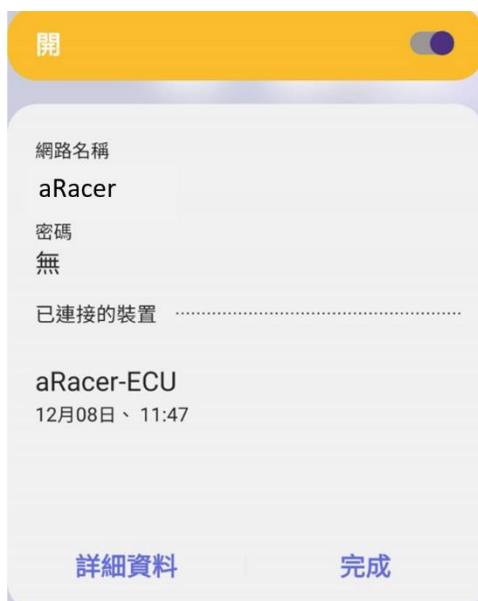 開
網路名稱
aRacer
密碼
無
已連接的裝置
aRacer-ECU
12月08日、 11:47
詳細資料
完成